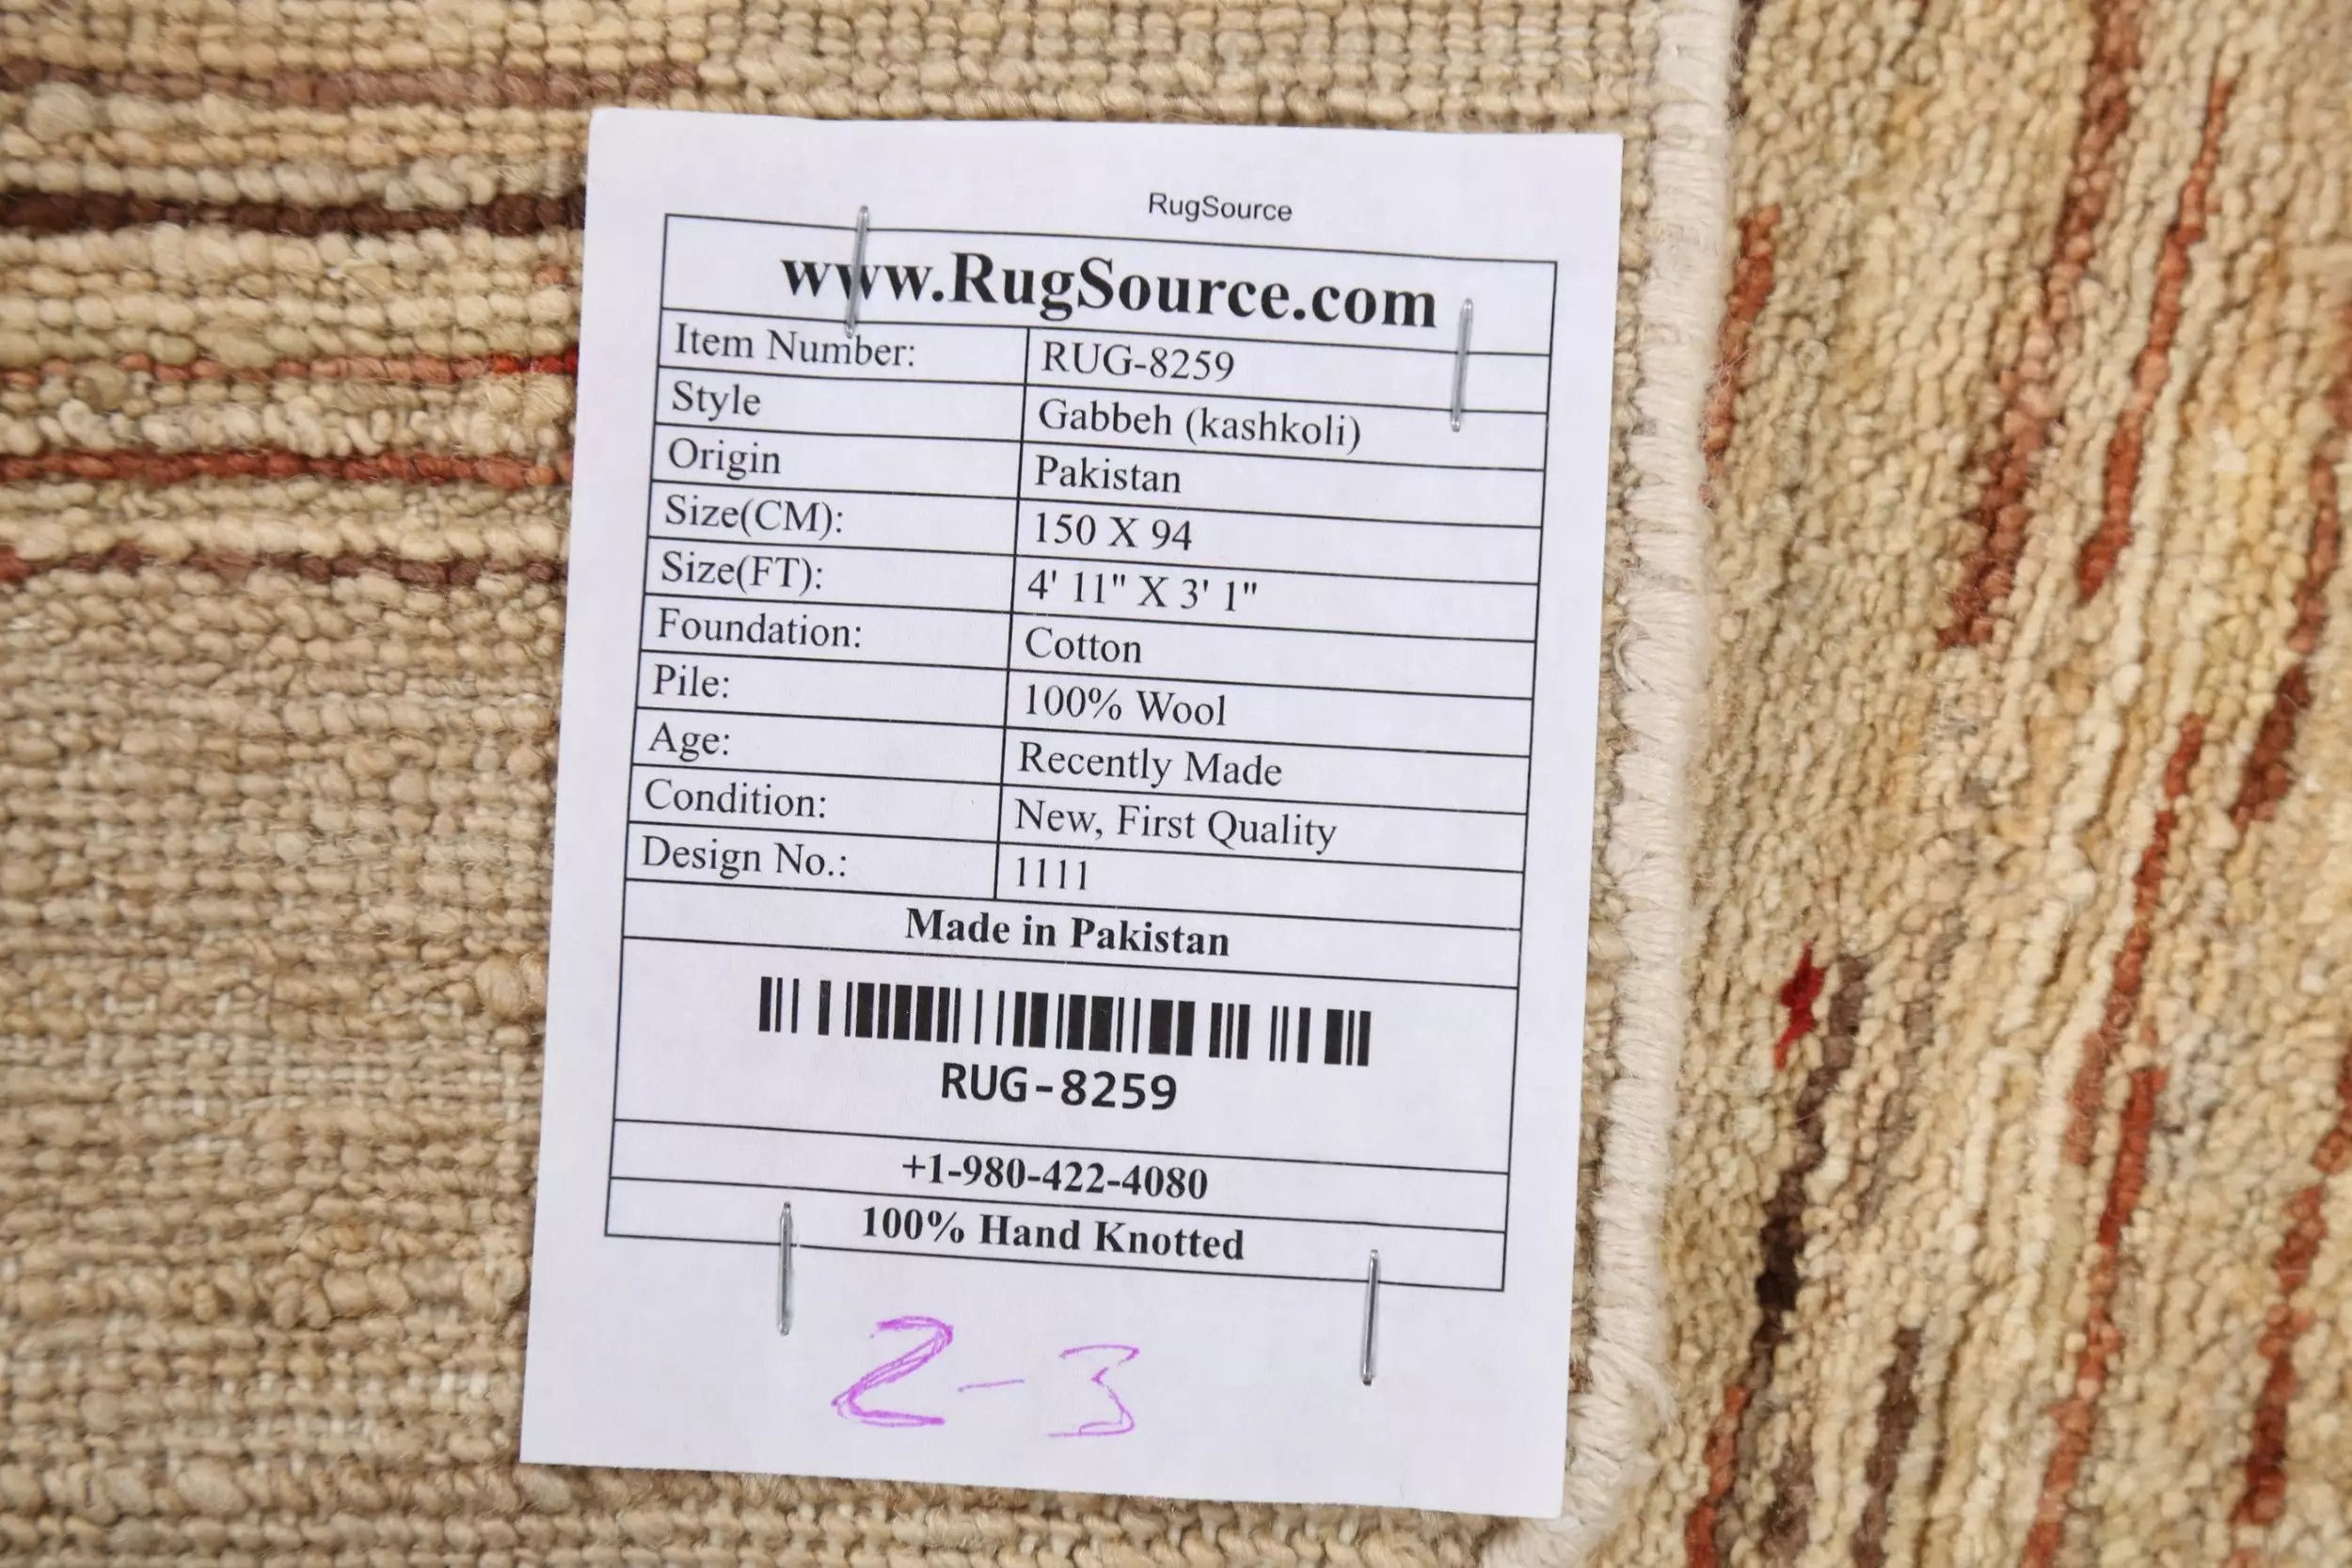 RugSource
www.RugSource.com
Item Number: RUG-8259
Style Gabbeh (kashkoli)
Origin Pakistan
Size(CM): 150 X 94
Size(FT): 4' 11" X 3' 1"
Foundation: Cotton
Pile: 100% Wool
Age: Recently Made
Condition: New, First Quality
Design No.: 1111
Made in Pakistan
RUG-8259
+1-980-422-4080
100% Hand Knotted
2-3